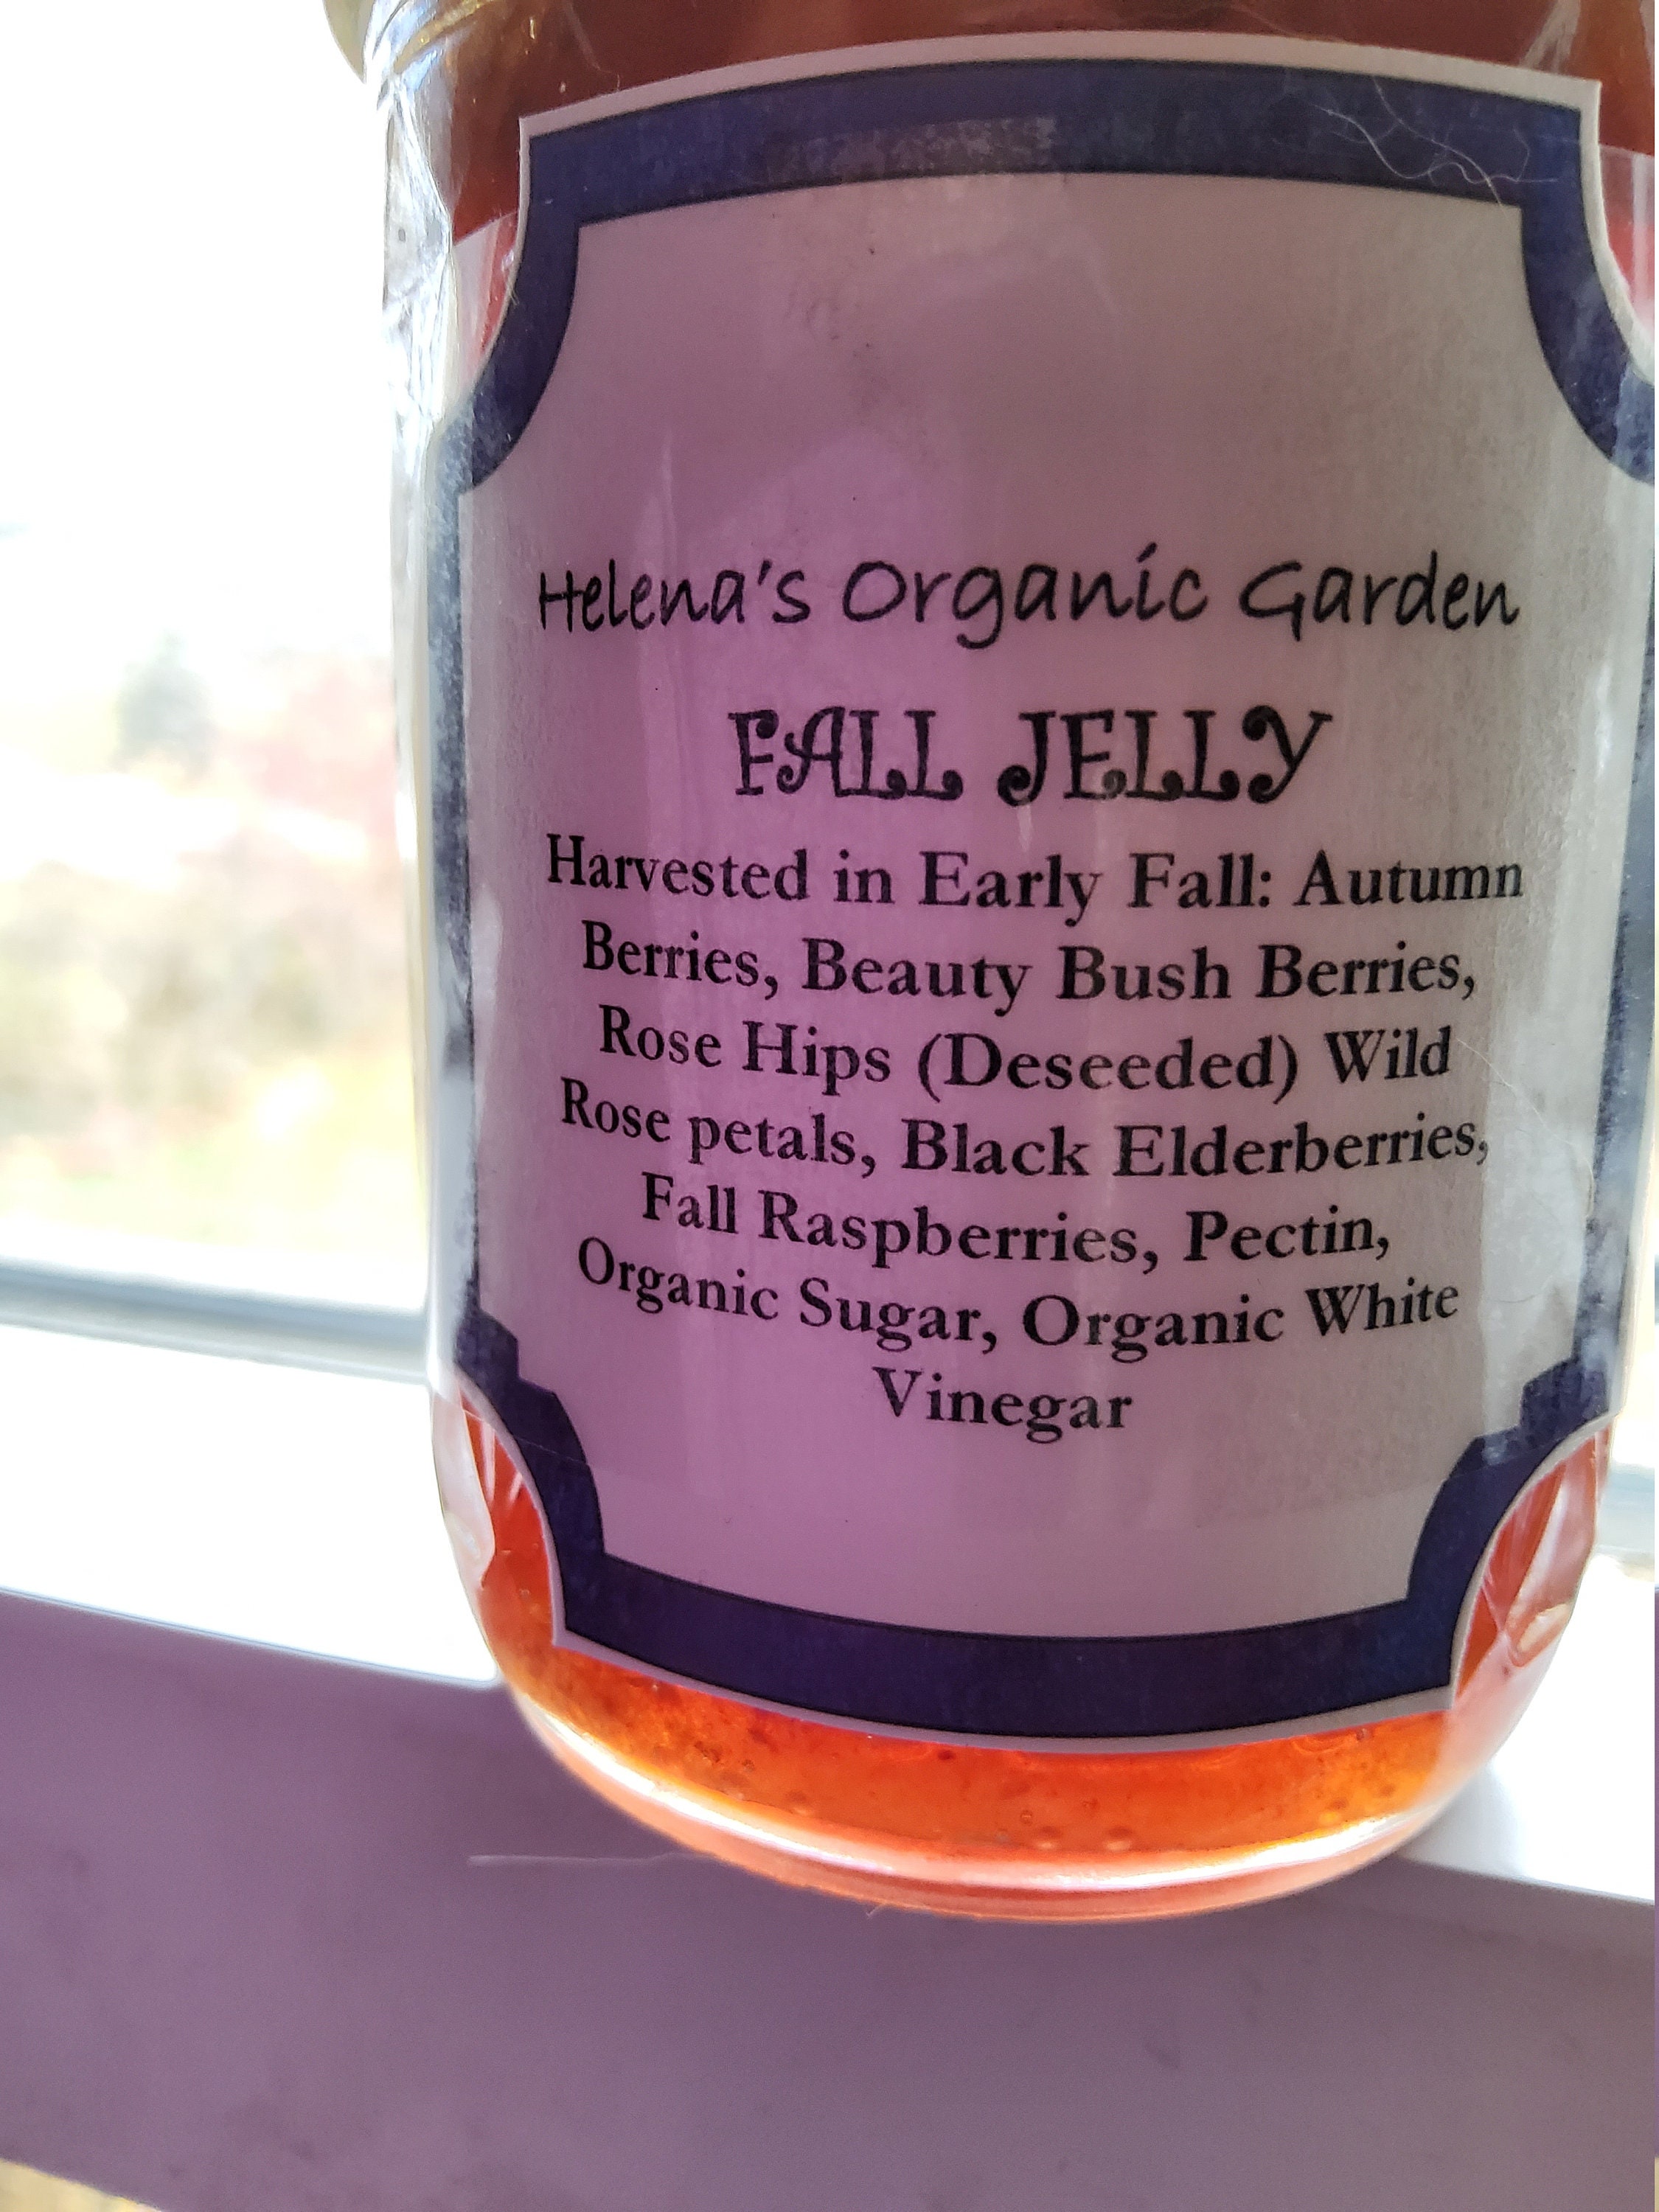 Helena's Organic Garden
FALL JELLY
Harvested in Early Fall: Autumn
Berries, Beauty Bush Berries,
Rose Hips (Deseeded) Wild
Rose petals, Black Elderberries,
Fall Raspberries, Pectin,
Organic Sugar, Organic White
Vinegar